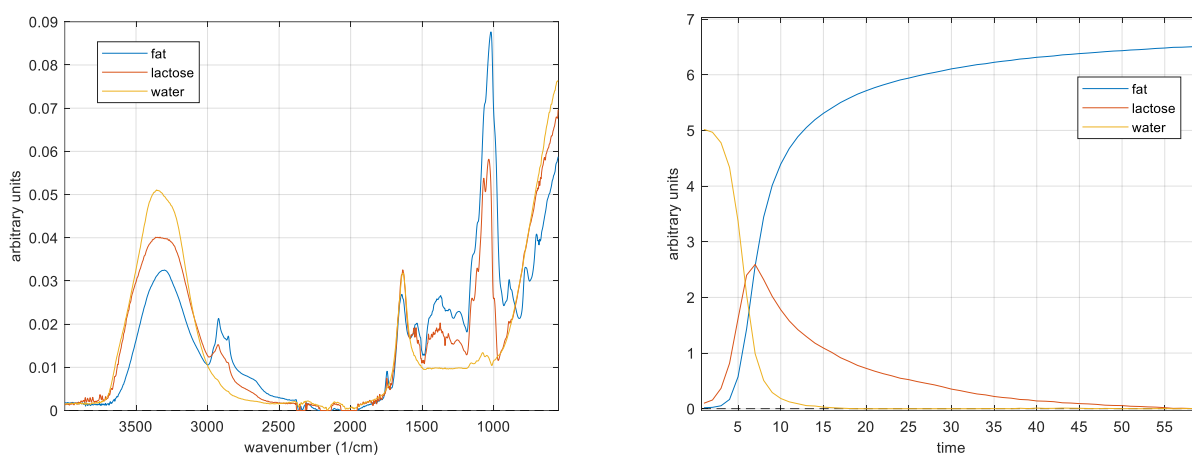 0.09
0.08
0.07
0.06
0.05
0.04
0.03
0.02
0.01
0
arbitrary units
fat
lactose
water
3500 3000 2500 2000 1500 1000
wavenumber (1/cm)
7
6
5
4
3
2
1
0
arbitrary units
fat
lactose
water
5 10 15 20 25 30 35 40 45 50 55
time